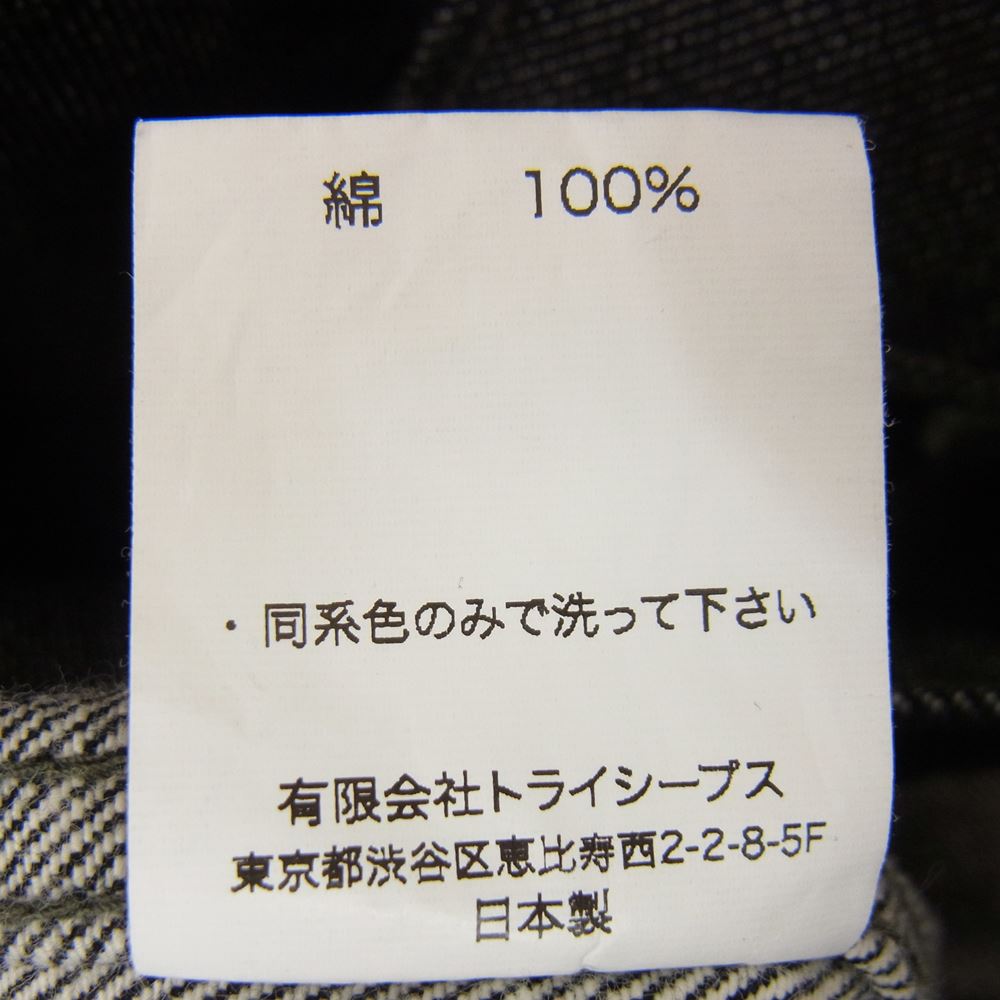 綿 100%
・同系色のみで洗って下さい
有限会社トライシープス
東京都渋谷区恵比寿西2-2-8-5F
日本製